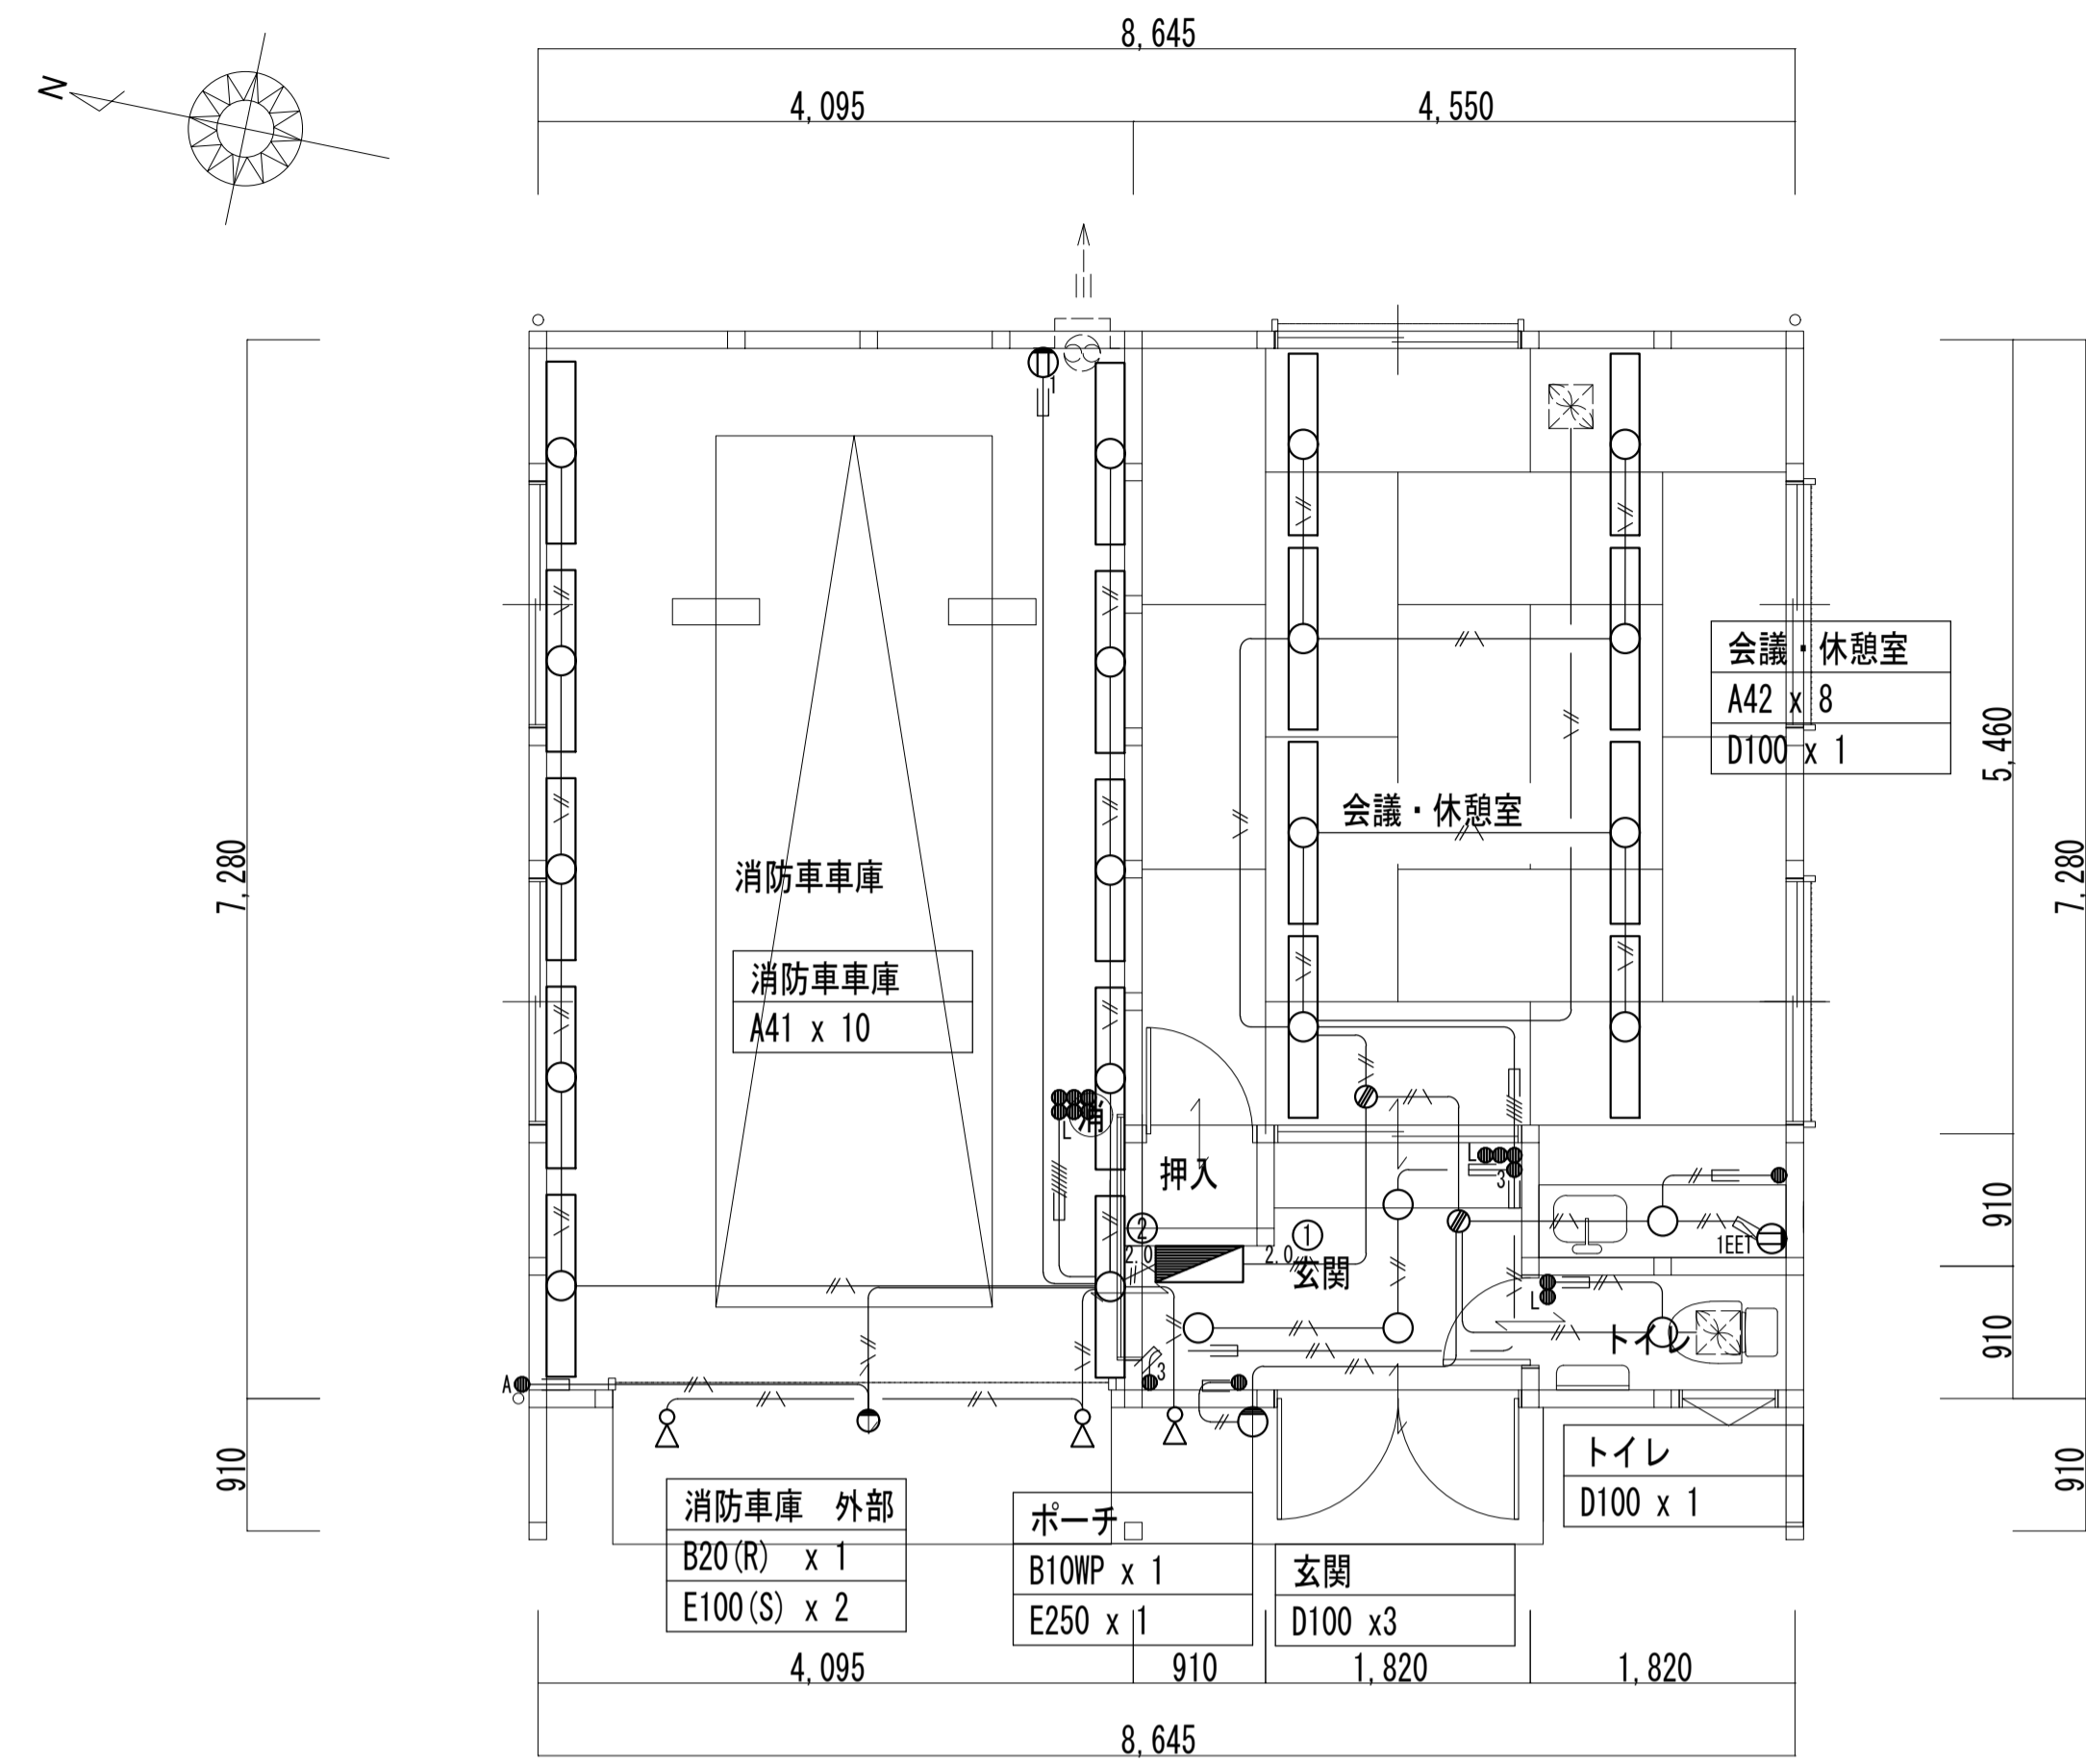 8,645
N
4,095
4,550
1
会議・休憩室
A42 x 8
D100 x 1
5,460
7,280
7,280
会議・休憩室
消防車車庫
消防車車庫
A41 x 10
消
L
押入
L
3
910
②
①
2.0
2.0
玄関
1EET
L
トイレ
910
A
3
910
910
トイレ
D100 x 1
消防車庫 外部
B20(R) x 1
E100(S) x 2
ポーチ
B10WP x 1
E250 x 1
玄関
D100 x3
4,095
910
1,820
1,820
8,645